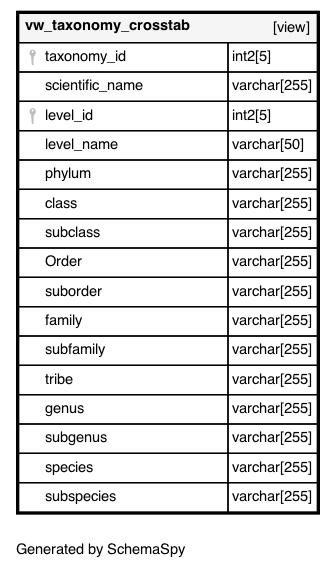 vw_taxonomy_crosstab [view]
taxonomy_id int2[5]
scientific_name varchar[255]
level_id int2[5]
level_name varchar[50]
phylum varchar[255]
class varchar[255]
subclass varchar[255]
Order varchar[255]
suborder varchar[255]
family varchar[255]
subfamily varchar[255]
tribe varchar[255]
genus varchar[255]
subgenus varchar[255]
species varchar[255]
subspecies varchar[255]
Generated by SchemaSpy